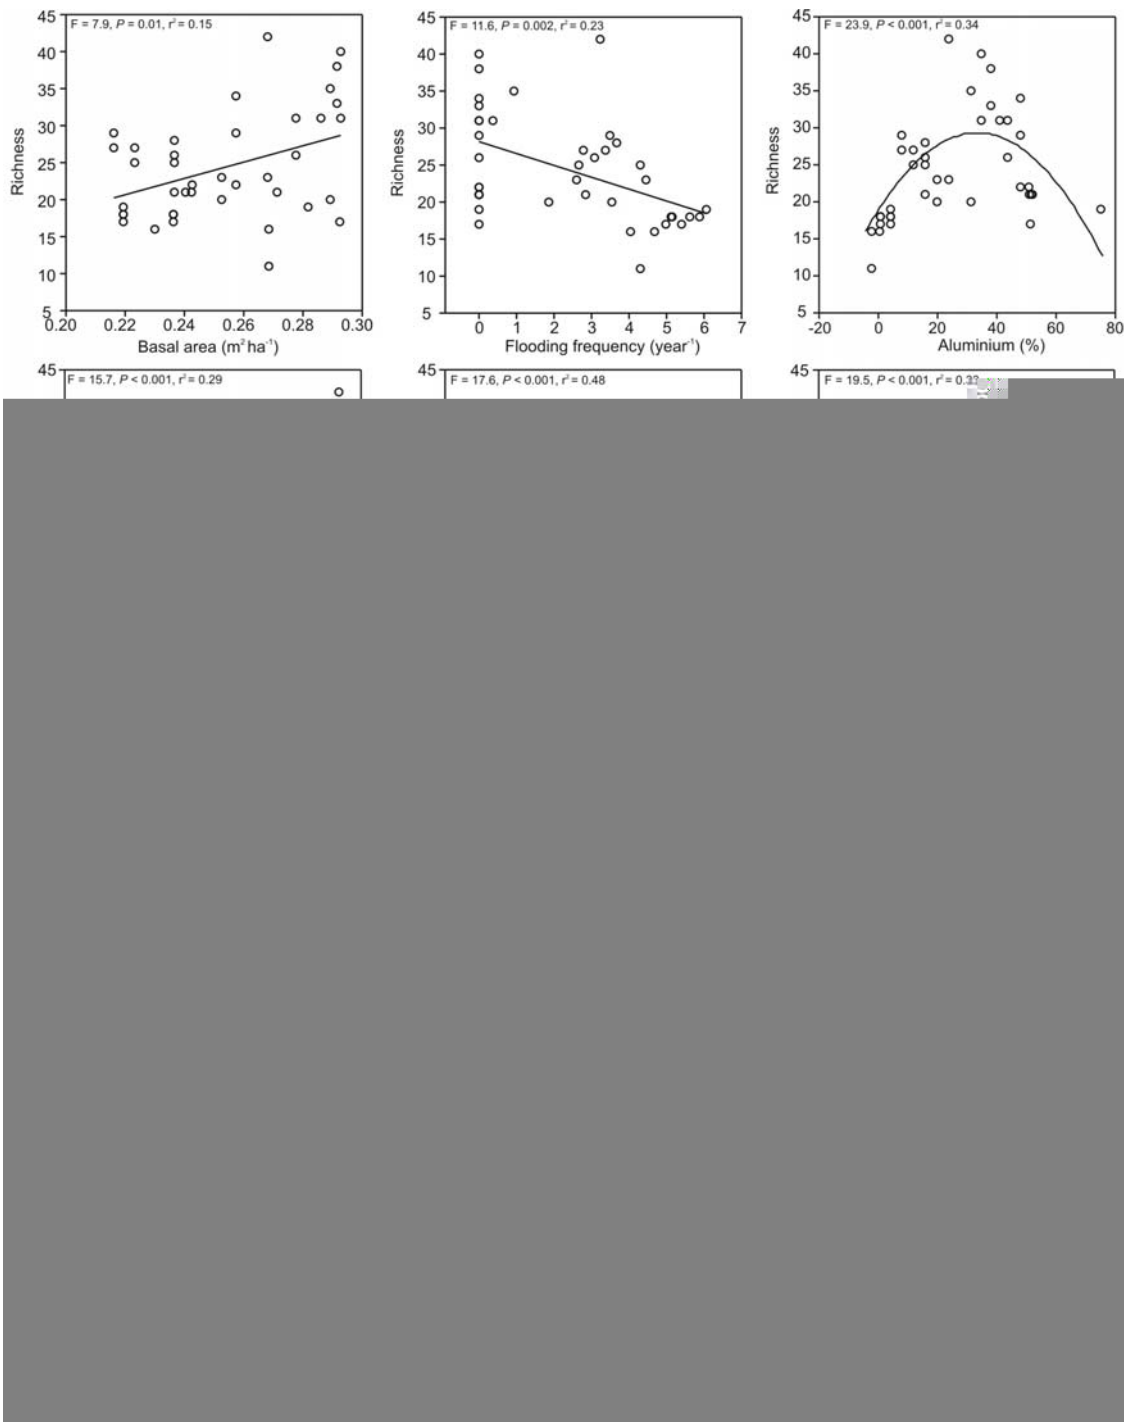 F = 7.9, P = 0.01, r² = 0.15
45
40
35
30
25
20
15
10
5
Richness
0.20 0.22 0.24 0.26 0.28 0.30
Basal area (m² ha⁻¹)
F = 11.6, P = 0.002, r² = 0.23
45
40
35
30
25
20
15
10
5
Richness
0 1 2 3 4 5 6 7
Flooding frequency (year⁻¹)
F = 23.9, P < 0.001, r² = 0.34
45
40
35
30
25
20
15
10
5
Richness
-20 0 20 40 60 80
Aluminium (%)
45
F = 15.7, P < 0.001, r² = 0.29
45
F = 17.6, P < 0.001, r² = 0.48
45
F = 19.5, P < 0.001, r² =